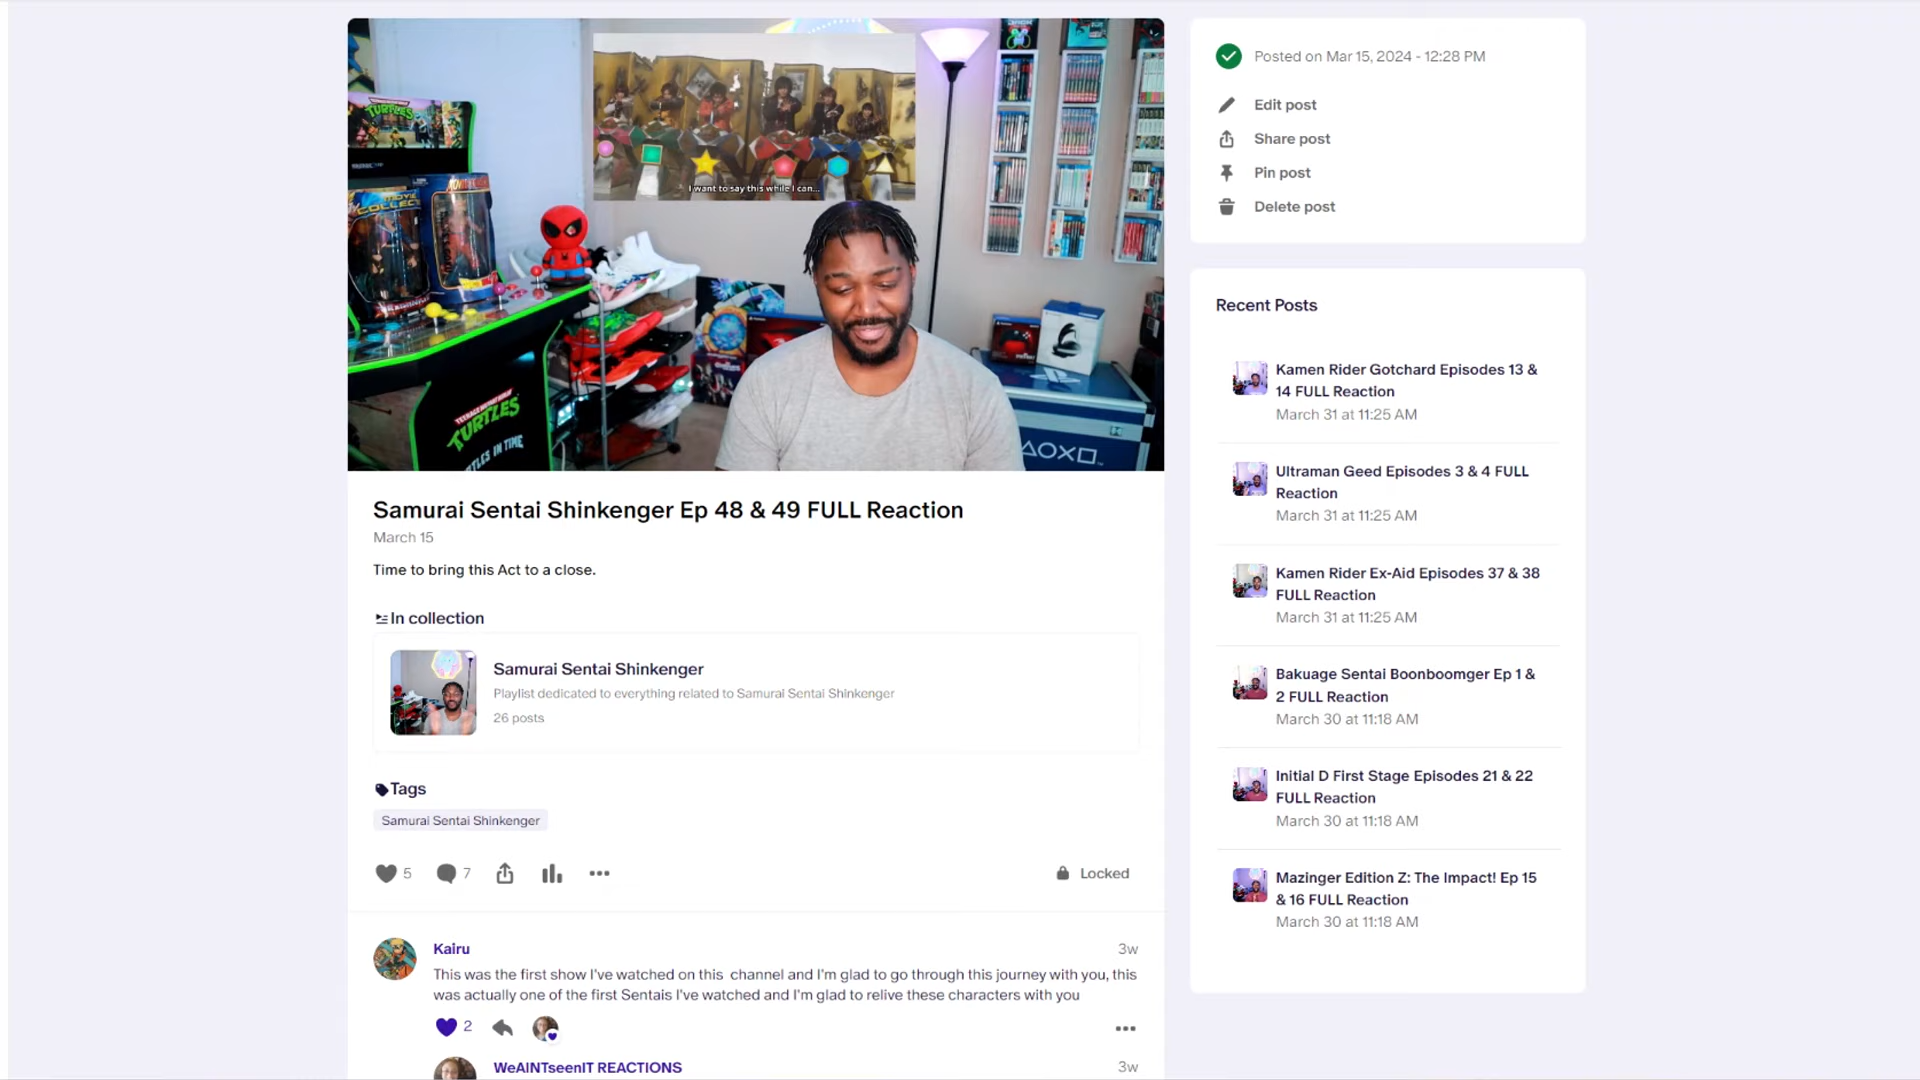 TURTLES
MOVIE
COLLEC
I want to say this while I can...
TEENAGE MUTANT NINJA
TURTLES
TLES IN TIME
Samurai Sentai Shinkenger Ep 48 & 49 FULL Reaction
March 15
Time to bring this Act to a close.
In collection
Samurai Sentai Shinkenger
Playlist dedicated to everything related to Samurai Sentai Shinkenger
26 posts
Tags
Samurai Sentai Shinkenger
5
7
Locked
Kairu
3w
This was the first show I've watched on this channel and I'm glad to go through this journey with you, this
was actually one of the first Sentais I've watched and I'm glad to relive these characters with you
2
WeAINTseenIT REACTIONS
3w
Posted on Mar 15, 2024 - 12:28 PM
Edit post
Share post
Pin post
Delete post
Recent Posts
Kamen Rider Gotchard Episodes 13 &
14 FULL Reaction
March 31 at 11:25 AM
Ultraman Geed Episodes 3 & 4 FULL
Reaction
March 31 at 11:25 AM
Kamen Rider Ex-Aid Episodes 37 & 38
FULL Reaction
March 31 at 11:25 AM
Bakuage Sentai Boonboomger Ep 1 &
2 FULL Reaction
March 30 at 11:18 AM
Initial D First Stage Episodes 21 & 22
FULL Reaction
March 30 at 11:18 AM
Mazinger Edition Z: The Impact! Ep 15
& 16 FULL Reaction
March 30 at 11:18 AM